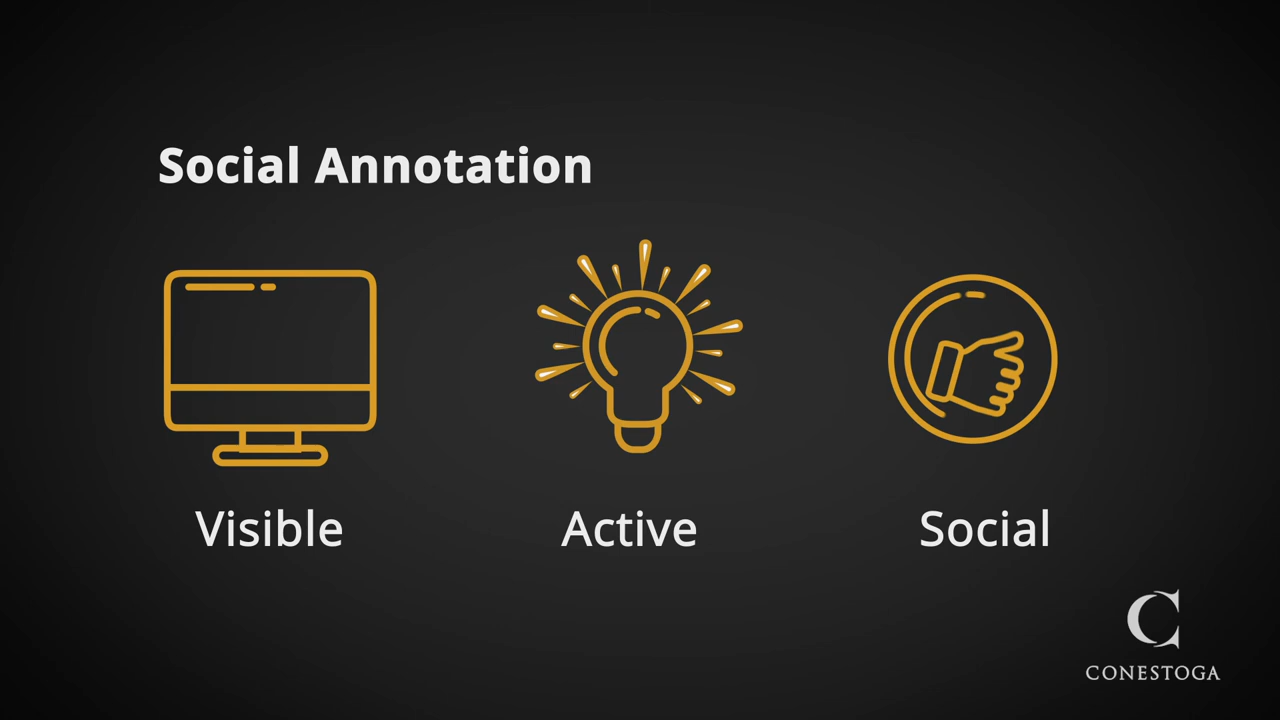 Social Annotation
Visible
Active
Social
C
CONESTOGA